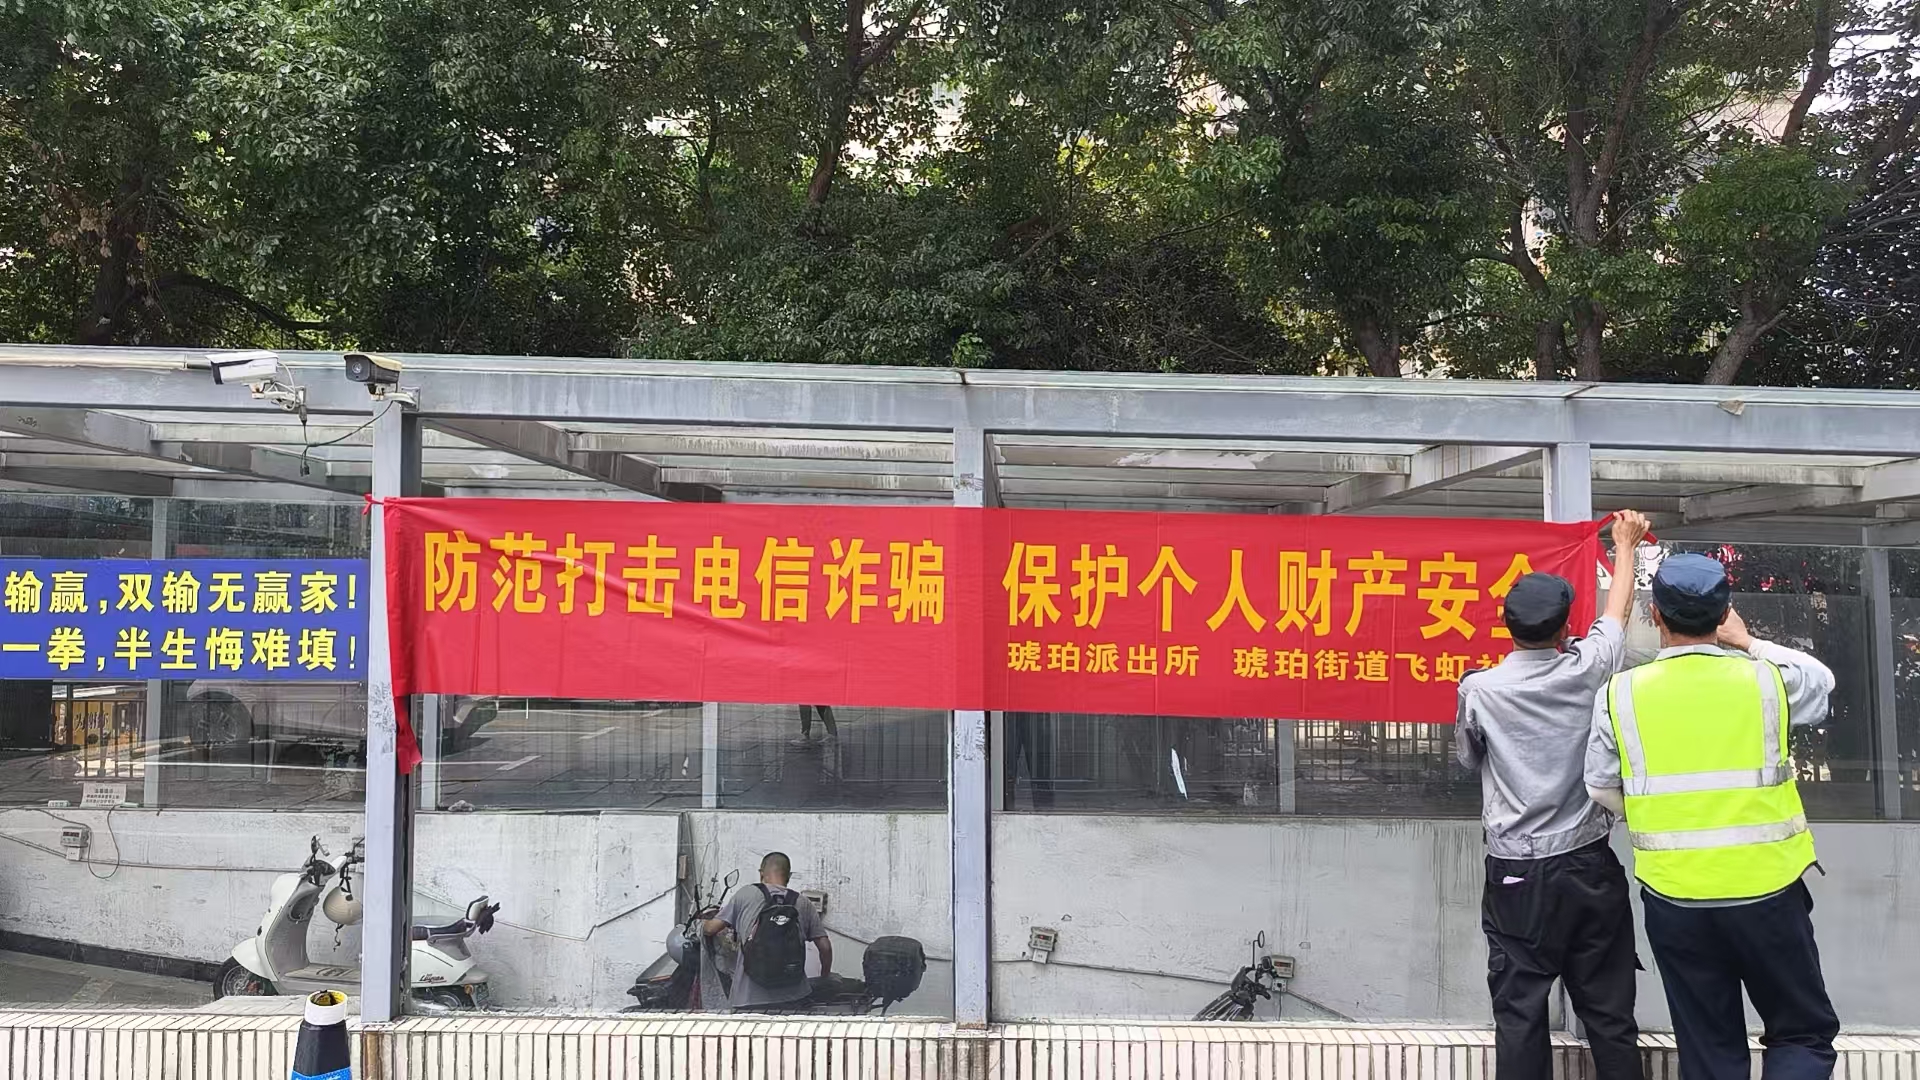 输赢,双输无赢家!
一拳,半生悔难填!
防范打击电信诈骗 保护个人财产安全
琥珀派出所 琥珀街道飞虹社